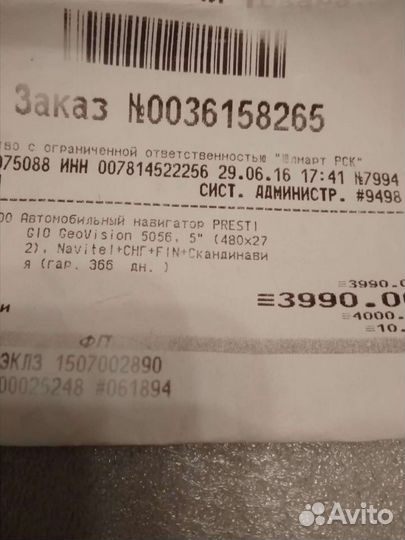 Заказ №0036158265
тво с ограниченной ответственностью "Юлмарт РСК"
075088 ИНН 007814522256 29.06.16 17:41 №7994
СИСТ. АДМИНИСТР. #9498
00 Автомобильный навигатор PRESTI
GIO GeoVision 5056, 5" (480x27
2), Navitel+СНГ+FIN+Скандинави
я (гар. 366 дн. )
3990.0
≡3990.00
и
=4000.
=10.
ФП
ЭКЛЗ 1507002890
00025248 #061894
Avito